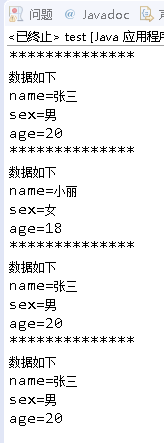 问题 @ Javadoc
<已终止> test [Java 应用程序
**************
数据如下
name=张三
sex=男
age=20
**************
数据如下
name=小丽
sex=女
age=18
**************
数据如下
name=张三
sex=男
age=20
**************
数据如下
name=张三
sex=男
age=20